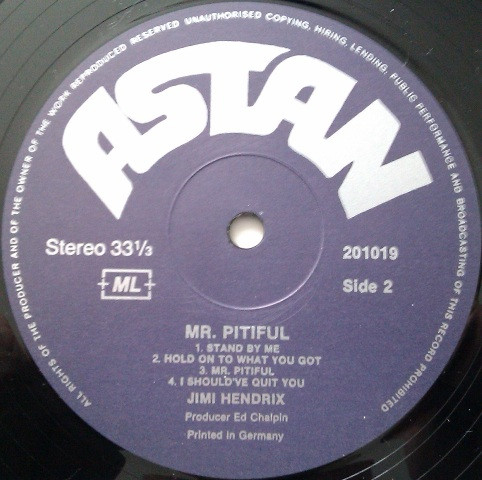 ALL RIGHTS OF THE PRODUCER AND OF THE OWNER OF THE WORK REPRODUCED RESERVED UNAUTHORISED COPYING, HIRING, LENDING, PUBLIC PERFORMANCE AND BROADCASTING OF THIS RECORD PROHIBITED
ASTAN
Stereo 33⅓
201019
ML
Side 2
MR. PITIFUL
1. STAND BY ME
2. HOLD ON TO WHAT YOU GOT
3. MR. PITIFUL
4. I SHOULD'VE QUIT YOU
JIMI HENDRIX
Producer Ed Chalpin
Printed in Germany